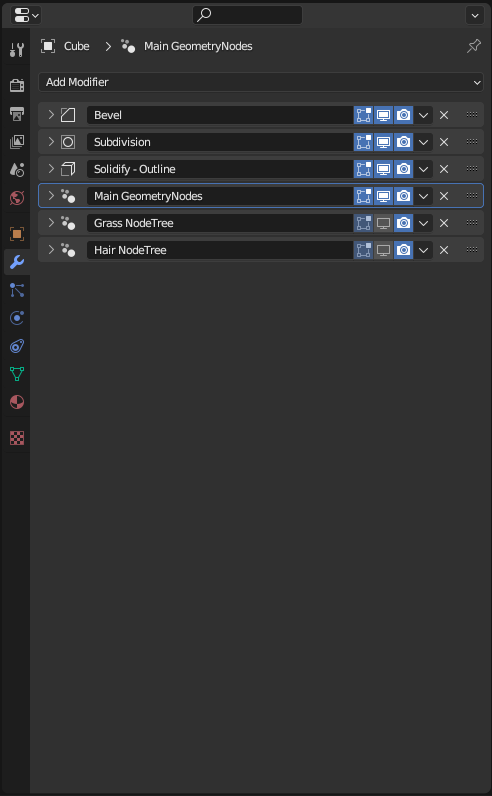 Cube > Main GeometryNodes
Add Modifier
Bevel
Subdivision
Solidify - Outline
Main GeometryNodes
Grass NodeTree
Hair NodeTree